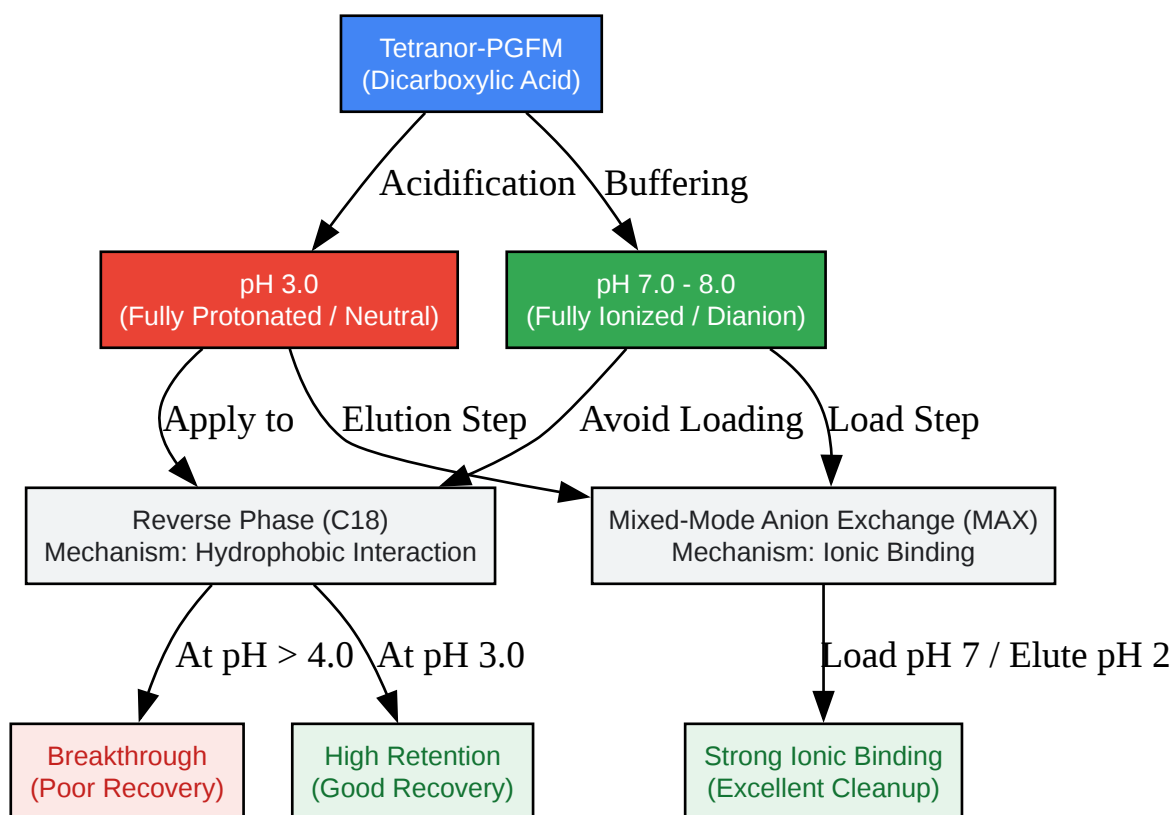 Tetranor-PGFM
(Dicarboxylic Acid)
Acidification
Buffering
pH 3.0
(Fully Protonated / Neutral)
pH 7.0 - 8.0
(Fully Ionized / Dianion)
Apply to
Elution Step
Avoid Loading
Load Step
Reverse Phase (C18)
Mechanism: Hydrophobic Interaction
Mixed-Mode Anion Exchange (MAX)
Mechanism: Ionic Binding
At pH > 4.0
At pH 3.0
Load pH 7 / Elute pH 2
Breakthrough
(Poor Recovery)
High Retention
(Good Recovery)
Strong Ionic Binding
(Excellent Cleanup)